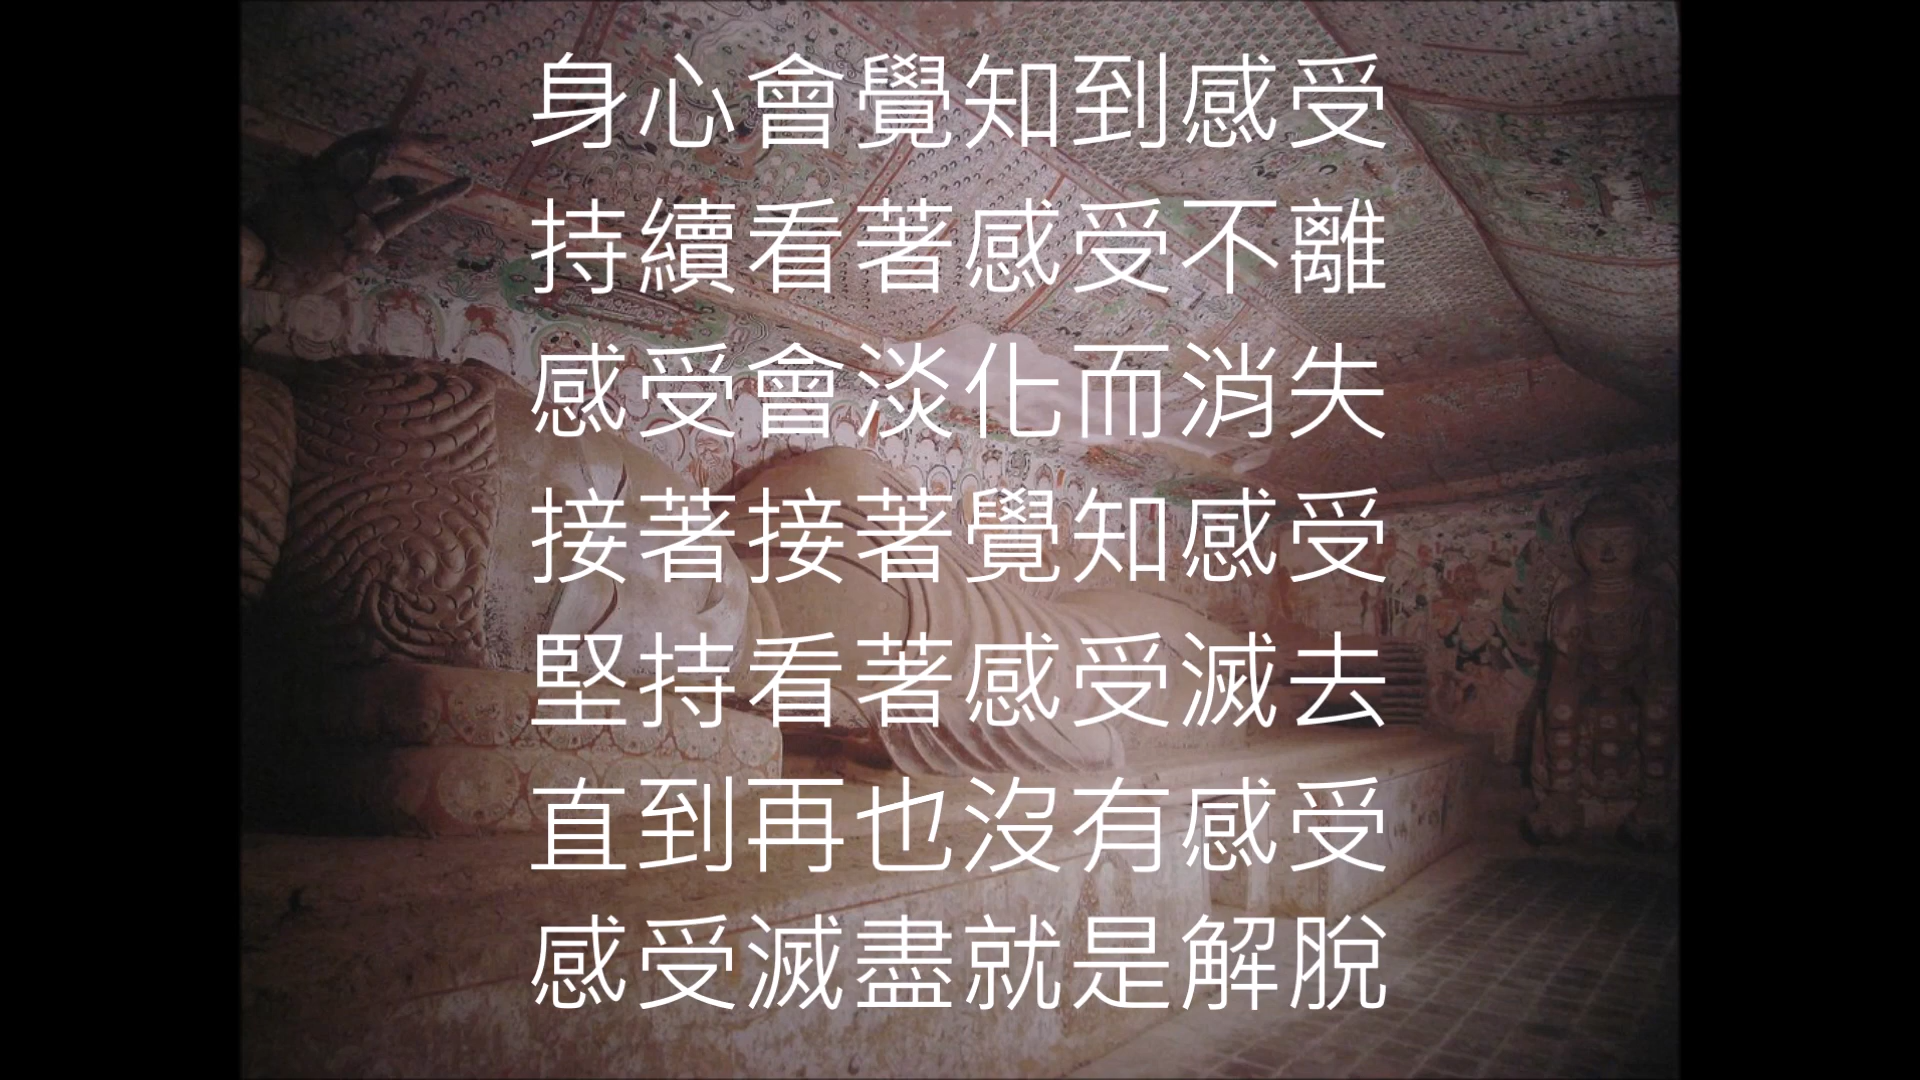 身心會覺知到感受
持續看著感受不離
感受會淡化而消失
接著接著覺知感受
堅持看著感受滅去
直到再也沒有感受
感受滅盡就是解脫